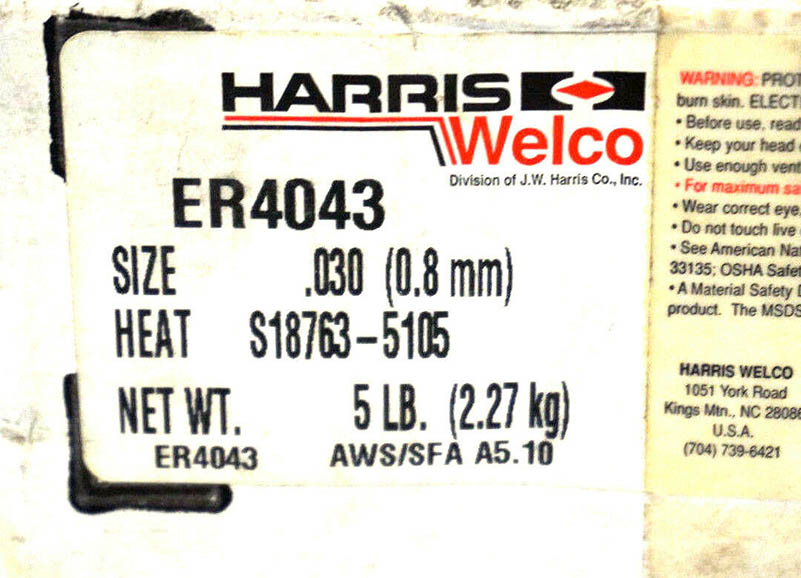 HARRIS
Welco
Division of J.W. Harris Co., Inc.
ER4043
SIZE .030 (0.8 mm)
HEAT S18763-5105
NET WT. 5 LB. (2.27 kg)
ER4043 AWS/SFA A5.10
WARNING: PROT
burn skin. ELECT
• Before use, read
• Keep your head
• Use enough vent
• For maximum sa
• Wear correct eye
• Do not touch live
• See American Nat
33135; OSHA Safet
• A Material Safety D
product. The MSDS
HARRIS WELCO
1051 York Road
Kings Mtn., NC 28086
U.S.A.
(704) 739-6421